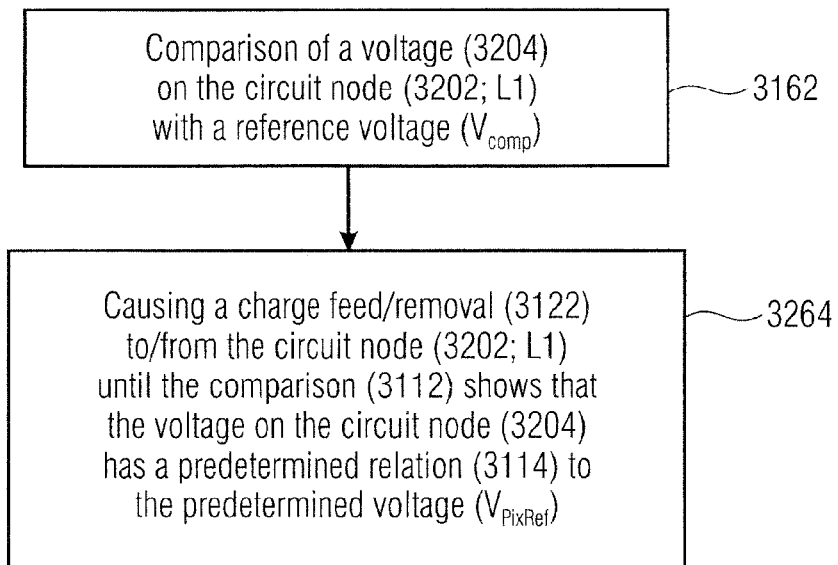 Comparison of a voltage (3204)
on the circuit node (3202; L1)
with a reference voltage (Vcomp)
3162
Causing a charge feed/removal (3122)
to/from the circuit node (3202; L1)
until the comparison (3112) shows that
the voltage on the circuit node (3204)
has a predetermined relation (3114) to
the predetermined voltage (VPixRef)
3264